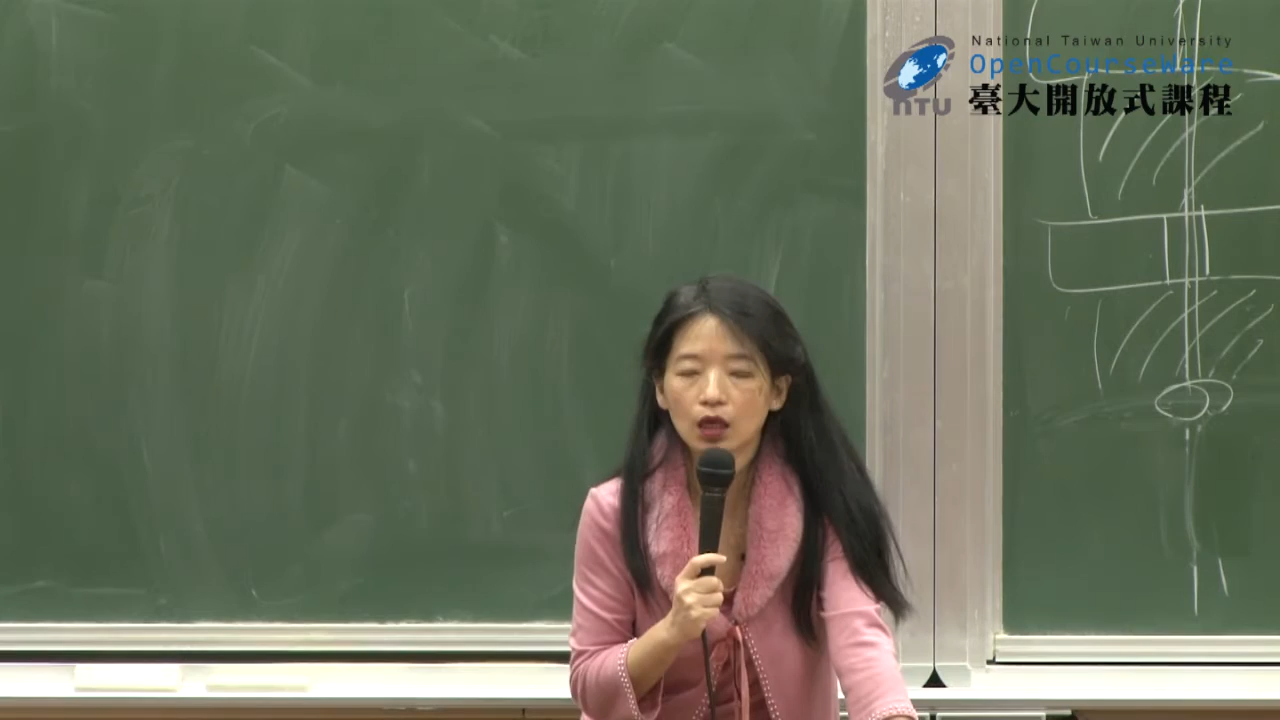 National Taiwan University
OpenCourseWare
NTU
臺大開放式課程